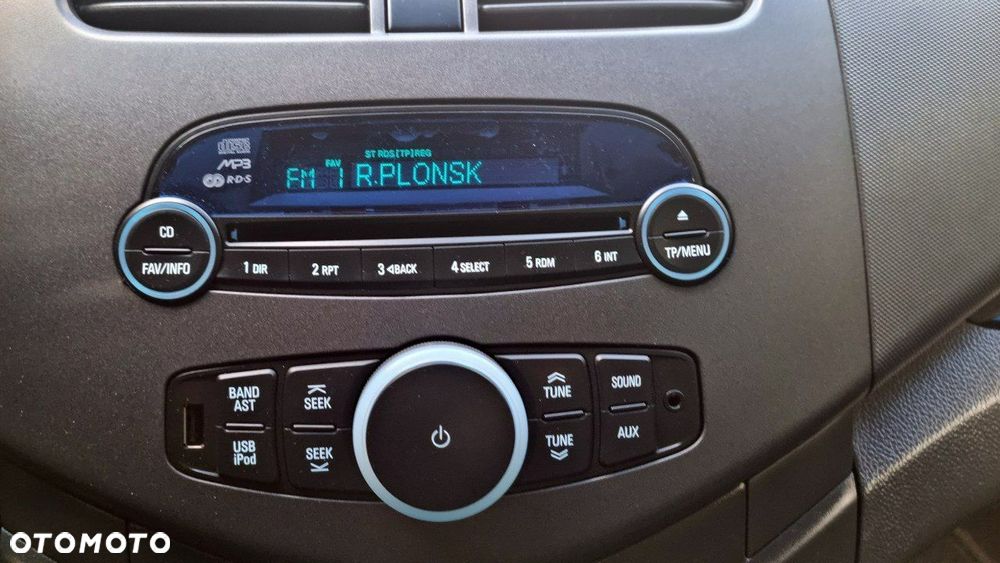 disc
MP3
R·D·S
ST RDS[TP]REG
FAV
FM 1 R.PLONSK
CD
FAV/INFO
1 DIR
2 RPT
3 ◁BACK
4 SELECT
5 RDM
6 INT
TP/MENU
BAND
AST
USB
iPod
SEEK
SEEK
TUNE
TUNE
SOUND
AUX
OTOMOTO